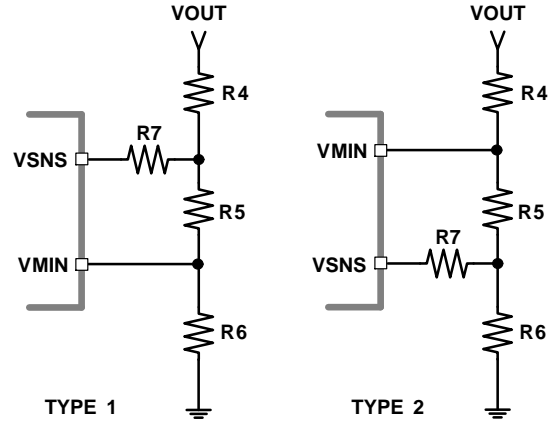 VOUT
R4
R7
VSNS
R5
VMIN
R6
TYPE 1
VOUT
R4
VMIN
R5
R7
VSNS
R6
TYPE 2